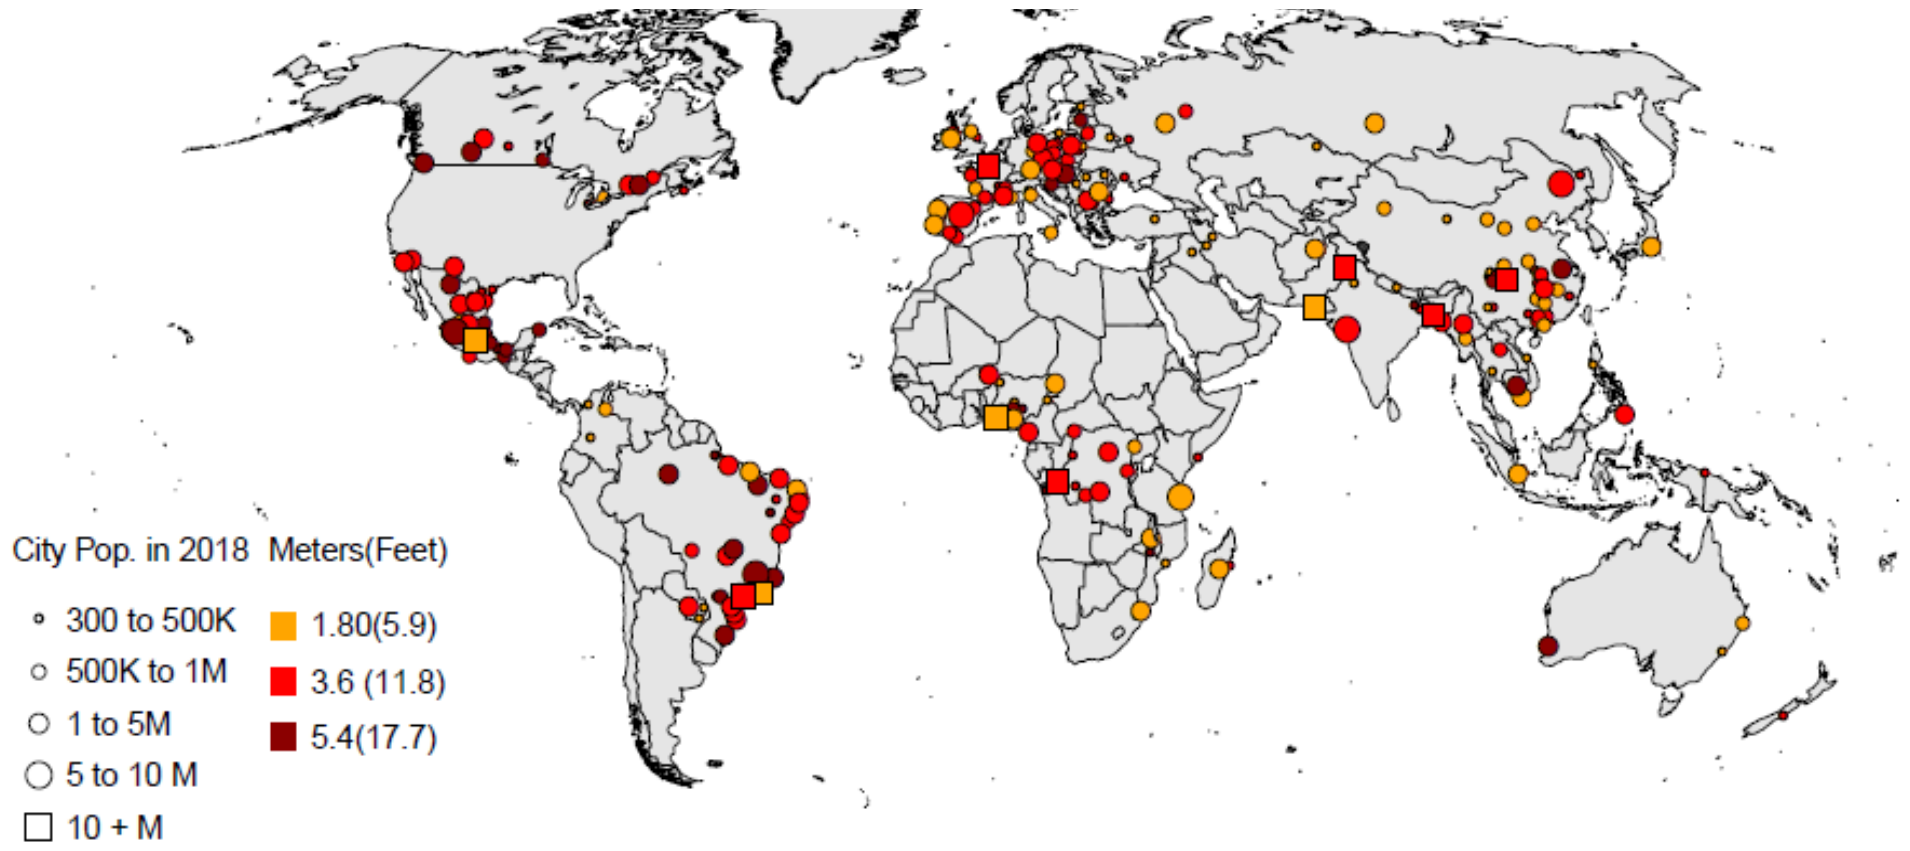 City Pop. in 2018 Meters(Feet)
300 to 500K 1.80(5.9)
500K to 1M 3.6 (11.8)
1 to 5M 5.4(17.7)
5 to 10 M
10 + M